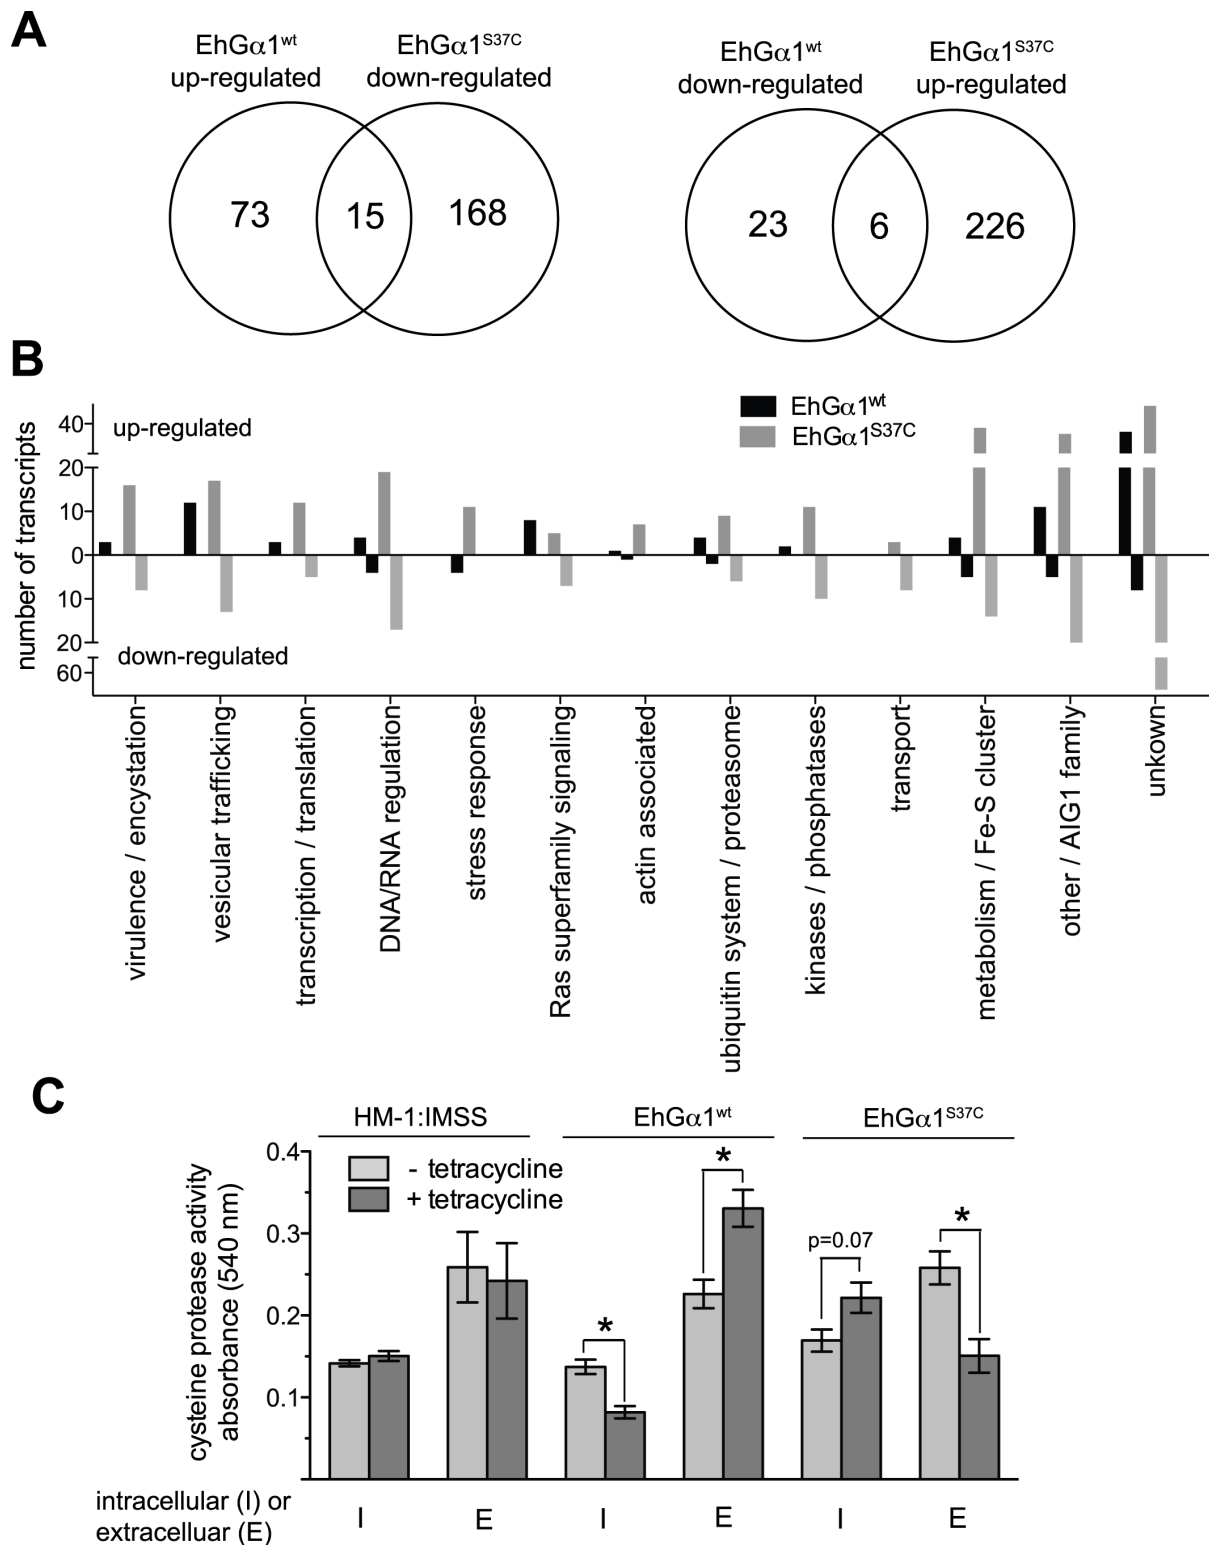 A
EhGα1wt
up-regulated
EhGα1S37C
down-regulated
EhGα1wt
down-regulated
EhGα1S37C
up-regulated
73
15
168
23
6
226
B
number of transcripts
40
20
10
0
10
20
60
up-regulated
down-regulated
EhGα1wt
EhGα1S37C
virulence / encystation
vesicular trafficking
transcription / translation
DNA/RNA regulation
stress response
Ras superfamily signaling
actin associated
ubiquitin system / proteasome
kinases / phosphatases
transport
metabolism / Fe-S cluster
other / AIG1 family
unkown
C
HM-1:IMSS
EhGα1wt
EhGα1S37C
cysteine protease activity
absorbance (540 nm)
0.4
0.3
0.2
0.1
- tetracycline
+ tetracycline
*
*
p=0.07
*
intracellular (I) or
extracelluar (E)
I
E
I
E
I
E